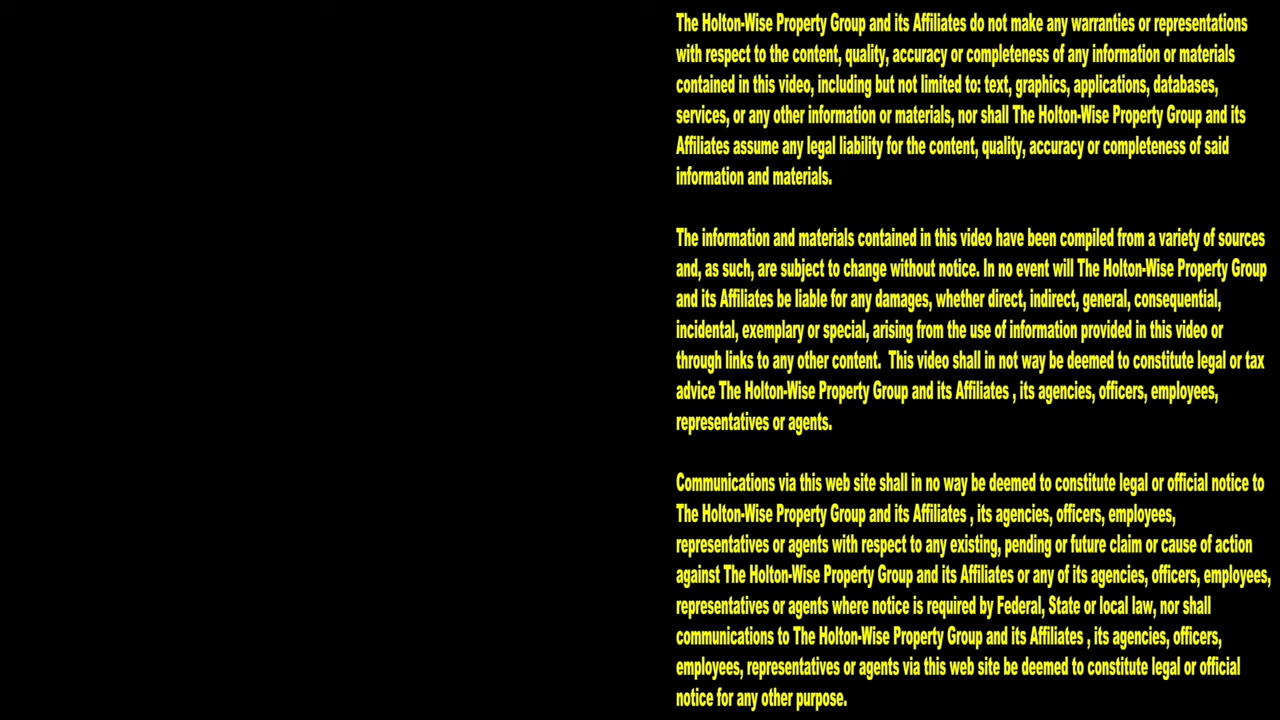 The Holton-Wise Property Group and its Affiliates do not make any warranties or representations
with respect to the content, quality, accuracy or completeness of any information or materials
contained in this video, including but not limited to: text, graphics, applications, databases,
services, or any other information or materials, nor shall The Holton-Wise Property Group and its
Affiliates assume any legal liability for the content, quality, accuracy or completeness of said
information and materials.
The information and materials contained in this video have been compiled from a variety of sources
and, as such, are subject to change without notice. In no event will The Holton-Wise Property Group
and its Affiliates be liable for any damages, whether direct, indirect, general, consequential,
incidental, exemplary or special, arising from the use of information provided in this video or
through links to any other content.  This video shall in not way be deemed to constitute legal or tax
advice The Holton-Wise Property Group and its Affiliates , its agencies, officers, employees,
representatives or agents.
Communications via this web site shall in no way be deemed to constitute legal or official notice to
The Holton-Wise Property Group and its Affiliates , its agencies, officers, employees,
representatives or agents with respect to any existing, pending or future claim or cause of action
against The Holton-Wise Property Group and its Affiliates or any of its agencies, officers, employees,
representatives or agents where notice is required by Federal, State or local law, nor shall
communications to The Holton-Wise Property Group and its Affiliates , its agencies, officers,
employees, representatives or agents via this web site be deemed to constitute legal or official
notice for any other purpose.